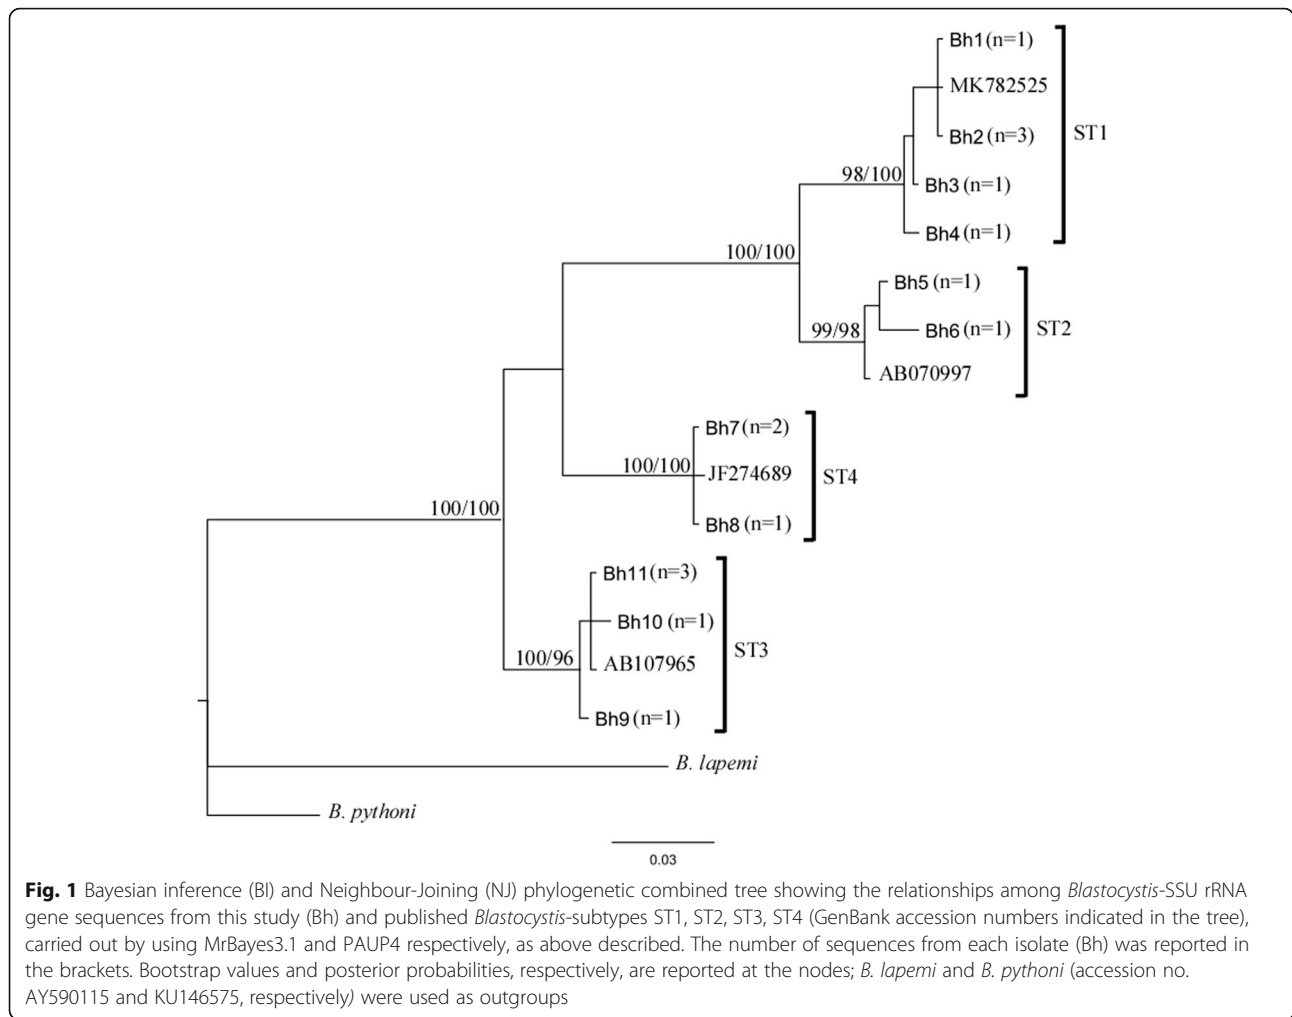 Bh1 (n=1)
MK782525
Bh2 (n=3)
ST1
98/100
Bh3 (n=1)
Bh4 (n=1)
100/100
Bh5 (n=1)
99/98
Bh6 (n=1)
ST2
AB070997
Bh7 (n=2)
100/100
JF274689
ST4
100/100
Bh8 (n=1)
Bh11 (n=3)
Bh10 (n=1)
100/96
AB107965
ST3
Bh9 (n=1)
B. lapemi
B. pythoni
0.03
Fig. 1 Bayesian inference (BI) and Neighbour-Joining (NJ) phylogenetic combined tree showing the relationships among Blastocystis-SSU rRNA
gene sequences from this study (Bh) and published Blastocystis-subtypes ST1, ST2, ST3, ST4 (GenBank accession numbers indicated in the tree),
carried out by using MrBayes3.1 and PAUP4 respectively, as above described. The number of sequences from each isolate (Bh) was reported in
the brackets. Bootstrap values and posterior probabilities, respectively, are reported at the nodes; B. lapemi and B. pythoni (accession no.
AY590115 and KU146575, respectively) were used as outgroups